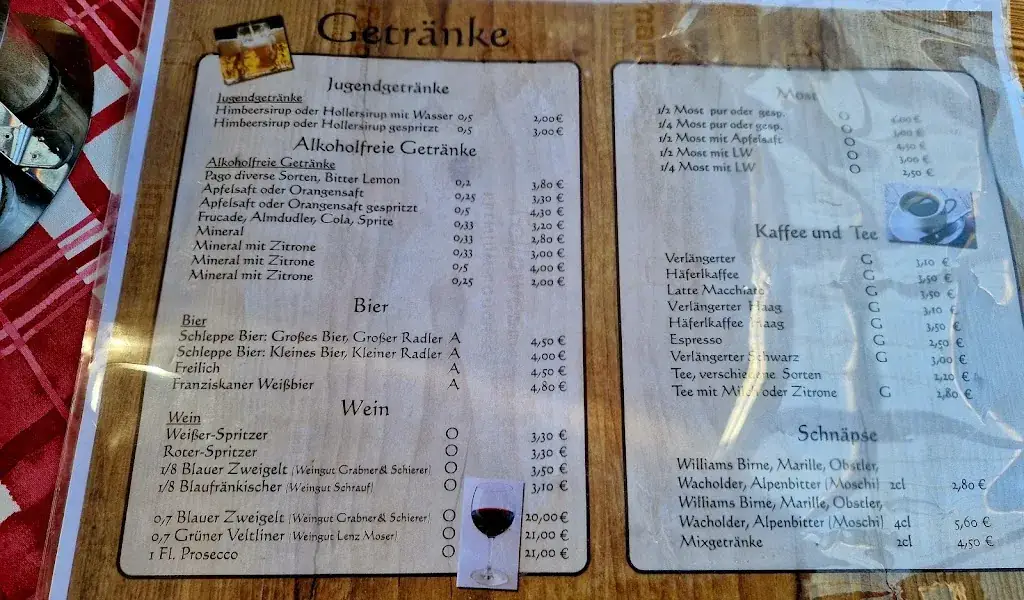 Getränke
Jugendgetränke
Jugendgetränke
Himbeersirup oder Hollersirup mit Wasser 0,5 2,00€
Himbeersirup oder Hollersirup gespritzt 0,5 3,00€
Alkoholfreie Getränke
Alkoholfreie Getränke
Pago diverse Sorten, Bitter Lemon 0,2 3,80 €
Apfelsaft oder Orangensaft 0,25 3,30 €
Apfelsaft oder Orangensaft gespritzt 0,5 4,30 €
Frucade, Almdudler, Cola, Sprite 0,33 3,20 €
Mineral 0,33 2,80 €
Mineral mit Zitrone 0,33 3,00 €
Mineral mit Zitrone 0,5 4,00 €
Mineral mit Zitrone 0,25 2,00 €
Bier
Bier
Schleppe Bier: Großes Bier, Großer Radler A 4,50 €
Schleppe Bier: Kleines Bier, Kleiner Radler A 4,00 €
Freilich A 4,50 €
Franziskaner Weißbier A 4,80 €
Wein
Wein
Weißer-Spritzer O 3,30 €
Roter-Spritzer O 3,30 €
1/8 Blauer Zweigelt (Weingut Grabner& Schierer) O 3,50 €
1/8 Blaufränkischer (Weingut Schrauf) O 3,10 €
0,7 Blauer Zweigelt (Weingut Grabner& Schierer) O 20,00€
0,7 Grüner Veltliner (Weingut Lenz Moser) O 21,00€
1 Fl. Prosecco O 21,00€
Most
1/2 Most pur oder gesp. O €
1/4 Most pur oder gesp. O 3,00 €
1/2 Most mit Apfelsaft O 4,50 €
1/2 Most mit LW O 3,00 €
1/4 Most mit LW O 2,50 €
Kaffee und Tee
Verlängerter G 3,10 €
Häferlkaffee G 3,50 €
Latte Macchiato G 3,50 €
Verlängerter Haag G 3,10 €
Häferlkaffee Haag G 3,50 €
Espresso G 2,50 €
Verlängerter Schwarz G 3,00 €
Tee, verschiedene Sorten 2,20 €
Tee mit Milch oder Zitrone G 2,80 €
Schnäpse
Williams Birne, Marille, Obstler,
Wacholder, Alpenbitter (Moschi) 2cl 2,80 €
Williams Birne, Marille, Obstler,
Wacholder, Alpenbitter (Moschi) 4cl 5,60 €
Mixgetränke 2cl 4,50 €